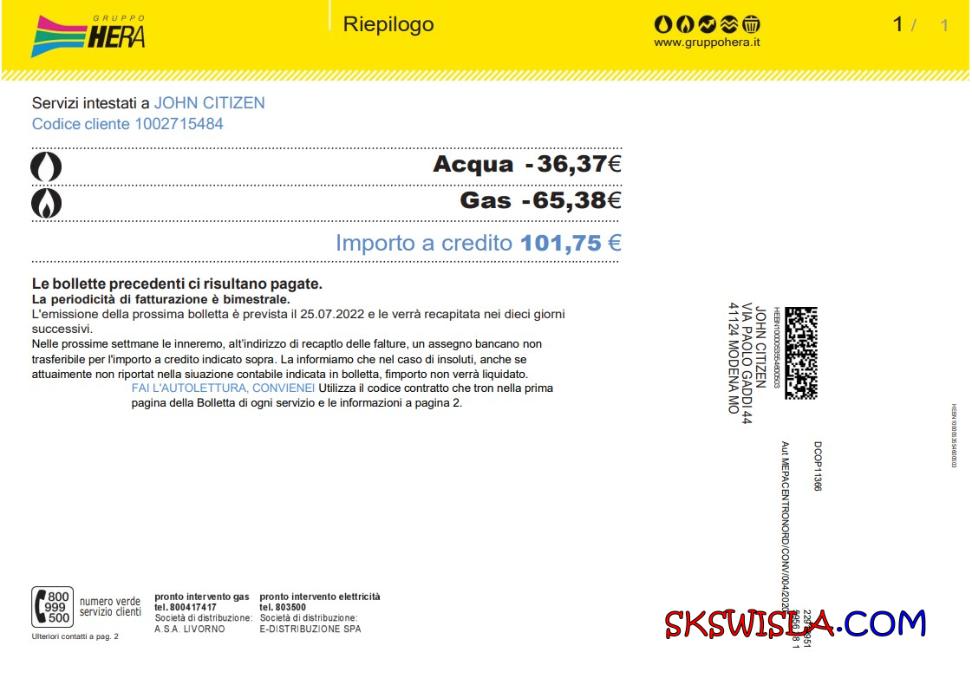 GRUPPO
HERA
Riepilogo
www.gruppohera.it
1 / 1
Servizi intestati a JOHN CITIZEN
Codice cliente 1002715484
Acqua -36,37€
Gas -65,38€
Importo a credito 101,75 €
Le bollette precedenti ci risultano pagate.
La periodicità di fatturazione è bimestrale.
L'emissione della prossima bolletta è prevista il 25.07.2022 e le verrà recapitata nei dieci giorni
successivi.
Nelle prossime settimane le inneremo, alt'indirizzo di recaptlo delle falture, un assegno bancano non
trasferibile per l'importo a credito indicato sopra. La informiamo che nel caso di insoluti, anche se
attuaimente non riportat nella siuazione contabile indicata in bolletta, fimporto non verrà liquidato.
FAI L'AUTOLETTURA, CONVIENEI Utilizza il codice contratto che tron nella prima
pagina della Bolletta di ogni servizio e le informazioni a pagina 2.
JOHN CITIZEN
VIA PAOLO GADDI 44
41124 MODENA MO
DCOP11366
Aut MEPACENTRONORD/CONV/004/2020
800
999
500
numero verde
servizio clienti
Ulteriori contatti a pag. 2
pronto intervento gas
tel. 800417417
Società di distribuzione:
A.S.A. LIVORNO
pronto intervento elettricità
tel. 803500
Società di distribuzione:
E-DISTRIBUZIONE SPA
SKSWISLA.COM